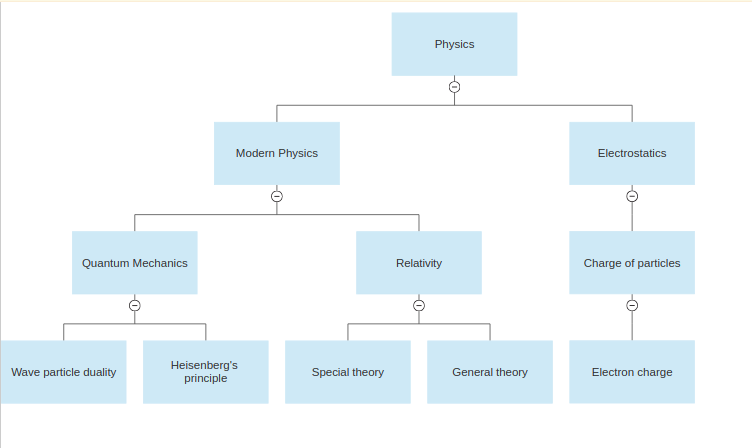 Physics
Modern Physics
Electrostatics
Quantum Mechanics
Relativity
Charge of particles
Wave particle duality
Heisenberg's
principle
Special theory
General theory
Electron charge